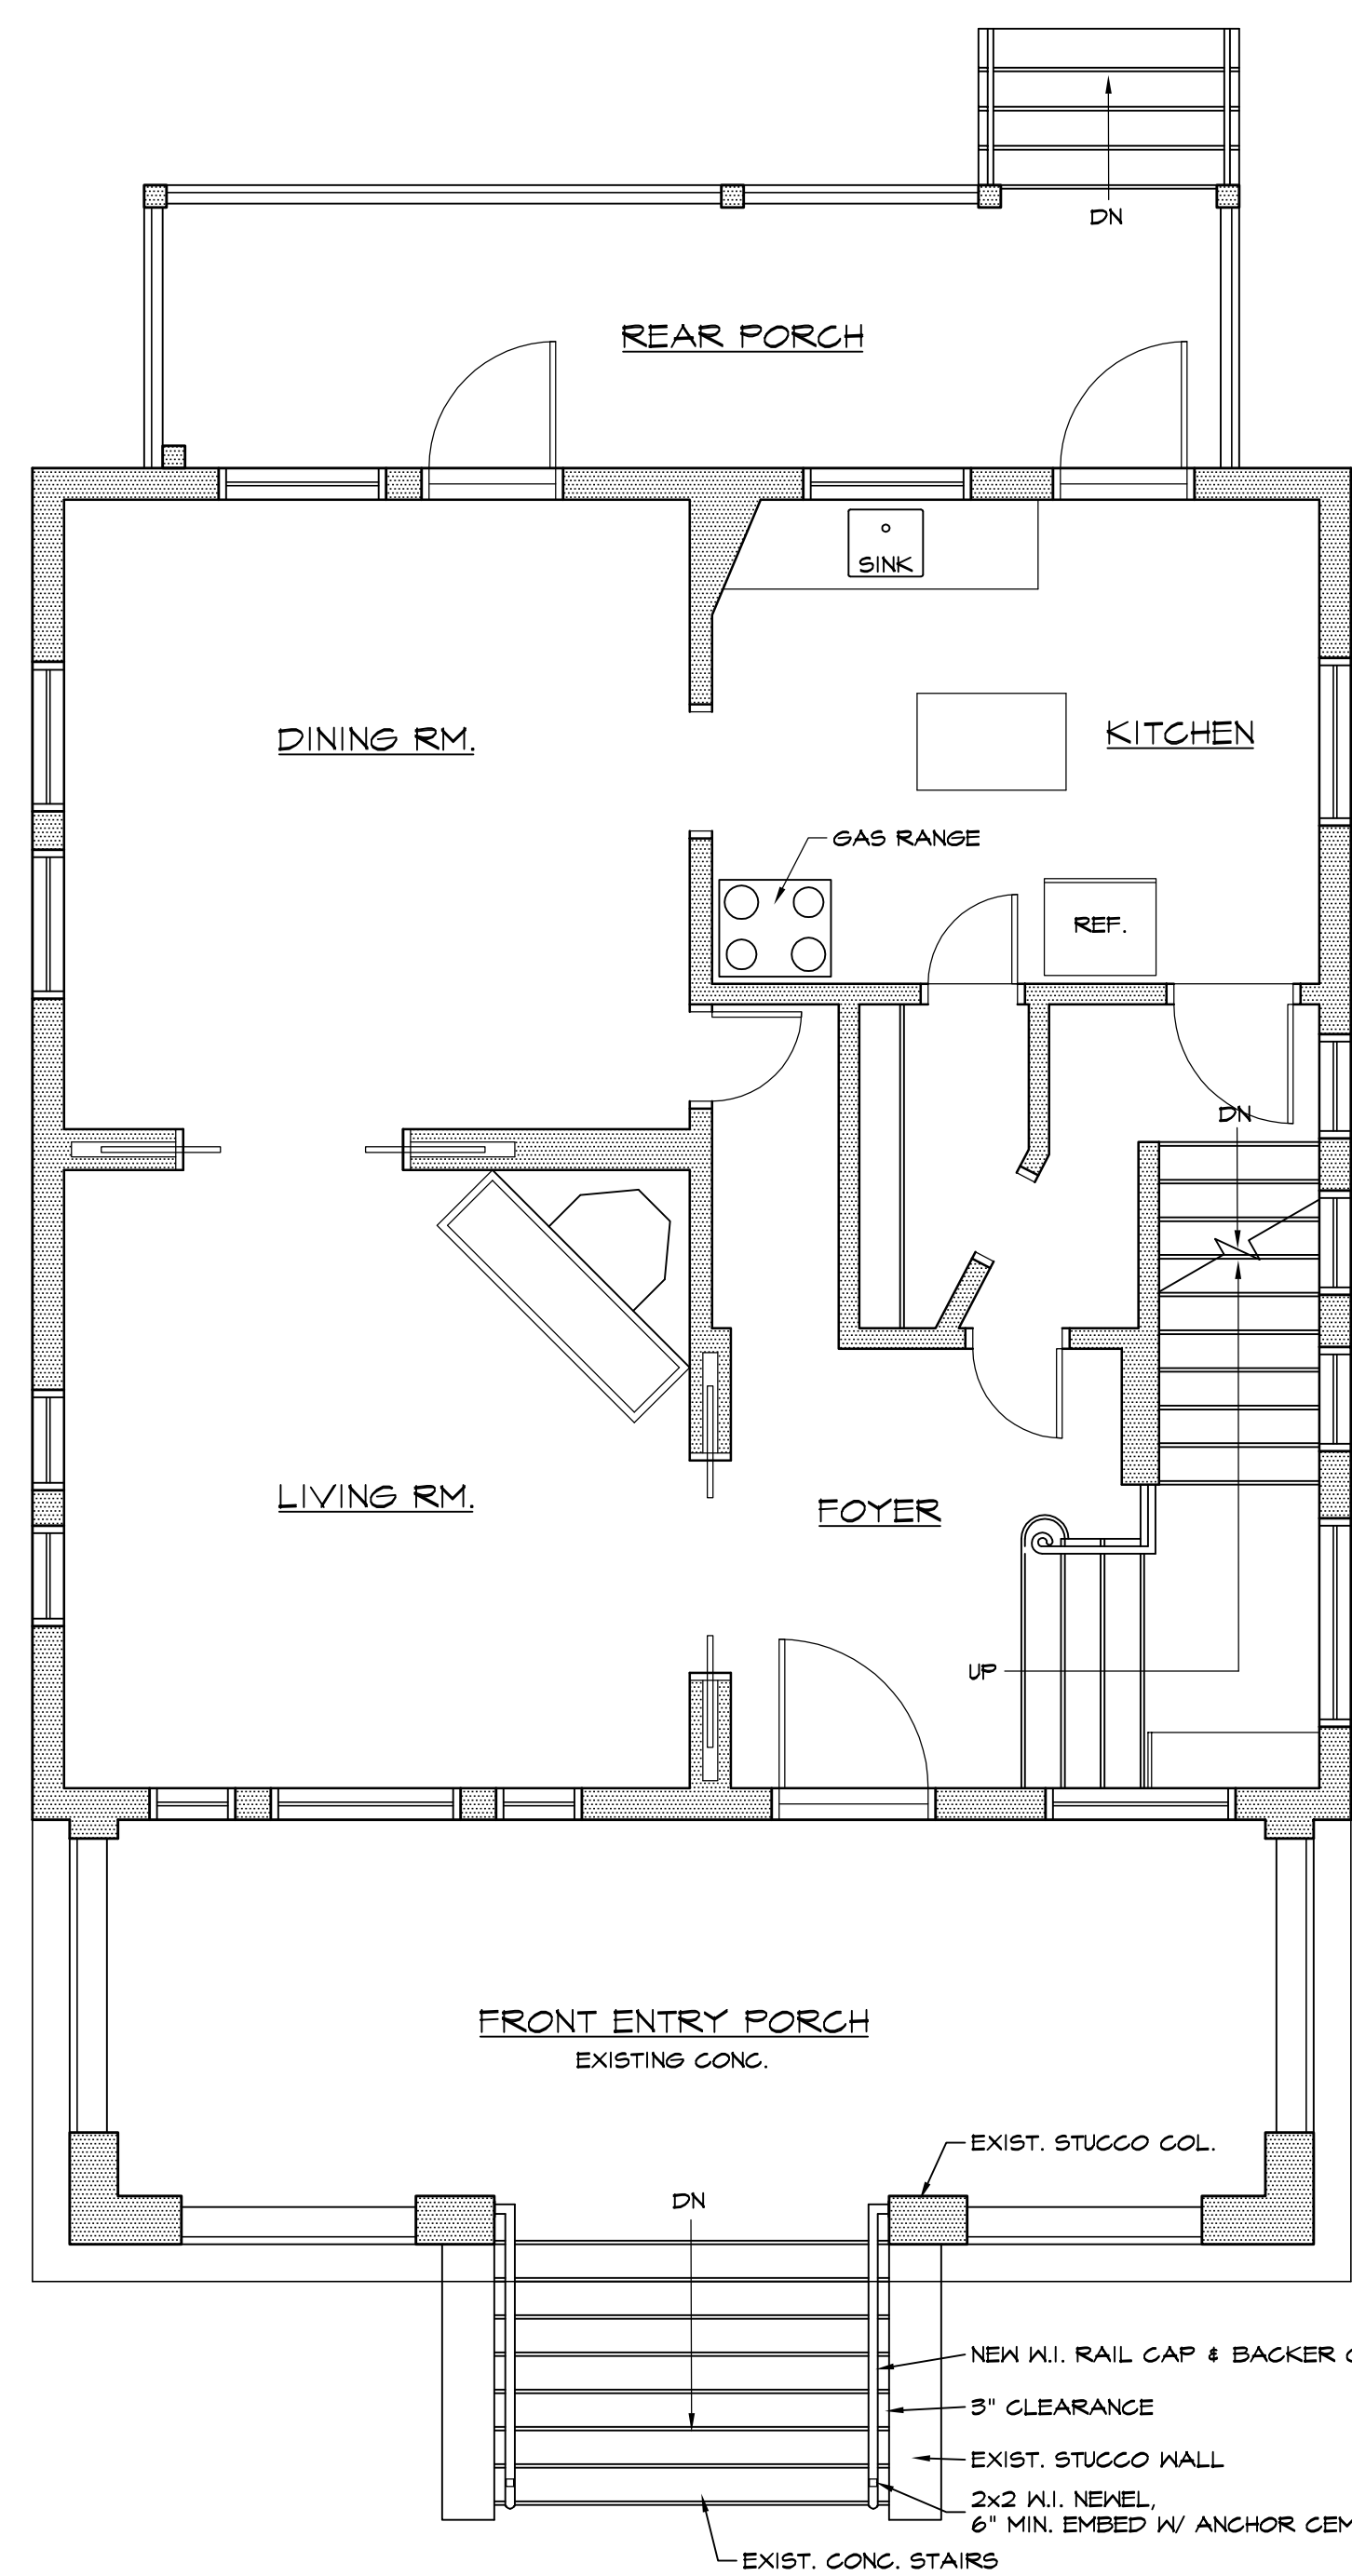 DN
REAR PORCH
SINK
DINING RM.
KITCHEN
GAS RANGE
REF.
DN
LIVING RM.
FOYER
UP
FRONT ENTRY PORCH
EXISTING CONC.
EXIST. STUCCO COL.
DN
NEW W.I. RAIL CAP & BACKER
3" CLEARANCE
EXIST. STUCCO WALL
2x2 W.I. NEWEL,
6" MIN. EMBED W/ ANCHOR
EXIST. CONC. STAIRS